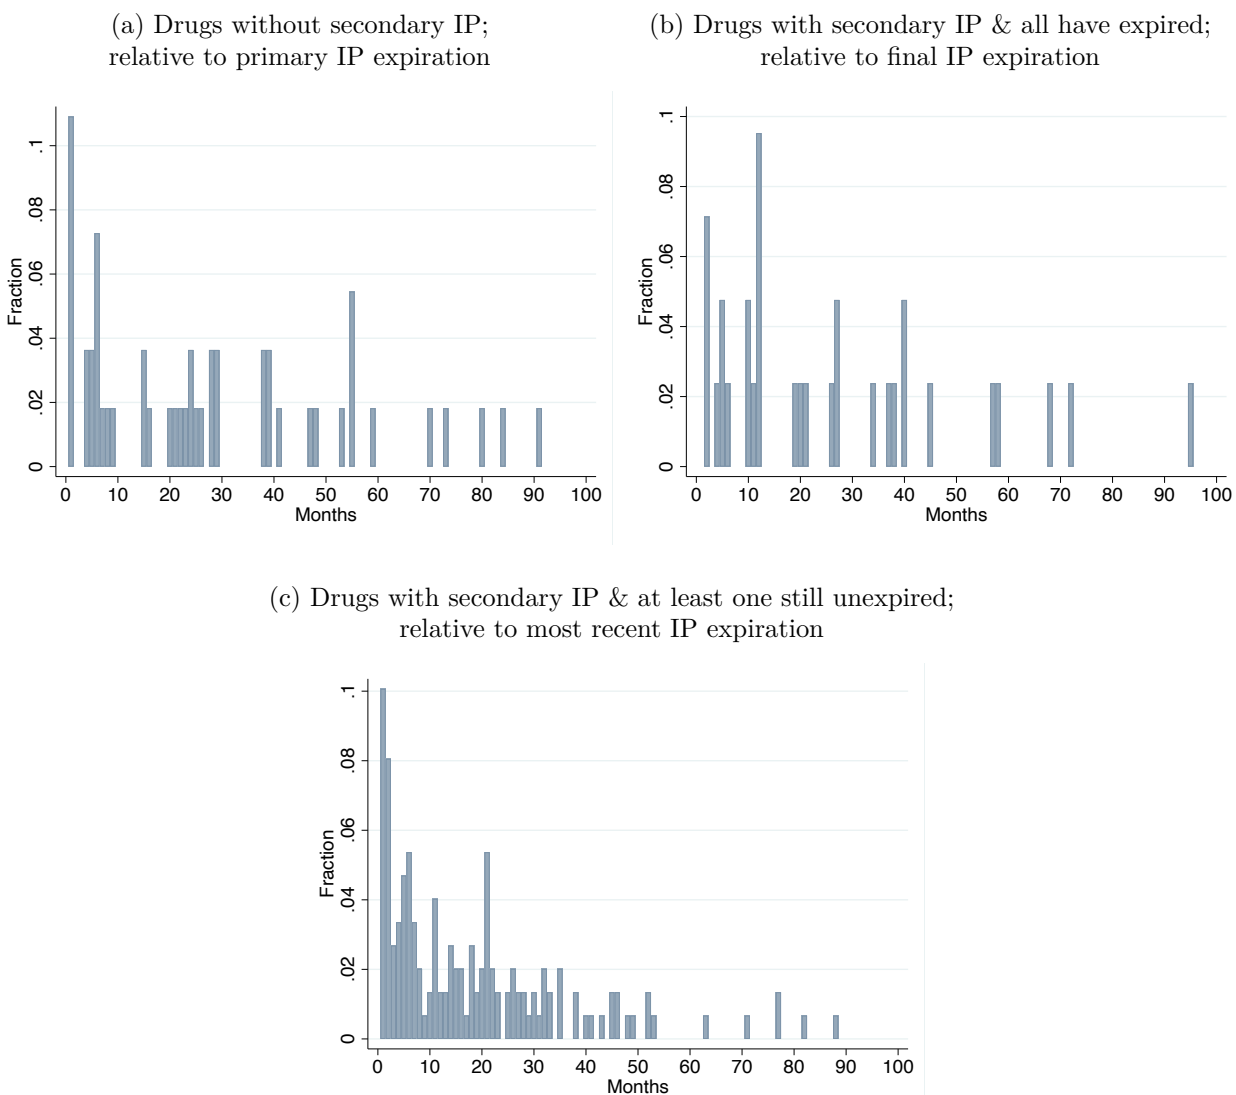 (a) Drugs without secondary IP;
relative to primary IP expiration
Fraction
.1
.08
.06
.04
.02
0
0 10 20 30 40 50 60 70 80 90 100
Months
(b) Drugs with secondary IP & all have expired;
relative to final IP expiration
Fraction
.1
.08
.06
.04
.02
0
0 10 20 30 40 50 60 70 80 90 100
Months
(c) Drugs with secondary IP & at least one still unexpired;
relative to most recent IP expiration
Fraction
.1
.08
.06
.04
.02
0
0 10 20 30 40 50 60 70 80 90 100
Months